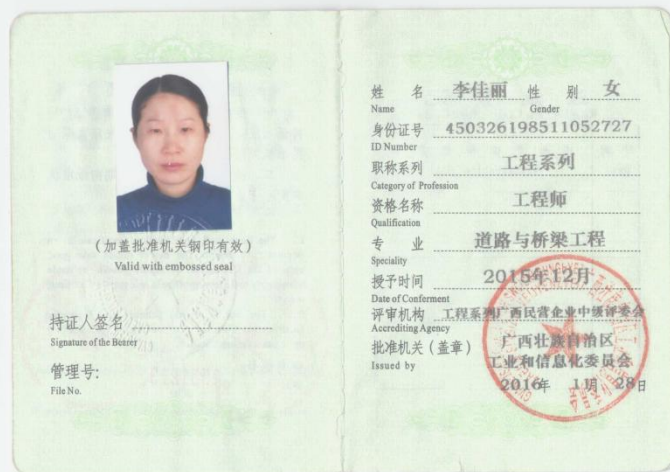 (加盖批准机关钢印有效)
Valid with embossed seal
持证人签名
Signature of the Bearer
管理号:
File No.
姓 名 李佳丽 性 别 女
Name Gender
身份证号 450326198511052727
ID Number
职称系列 工程系列
Category of Profession
资格名称 工程师
Qualification
专 业 道路与桥梁工程
Speciality
授予时间 2015年12月
Date of Conferment
评审机构 工程系列广西民营企业中级评委会
Accrediting Agency
批准机关(盖章) 广西壮族自治区
Issued by 工业和信息化委员会
2016年 11月 28日